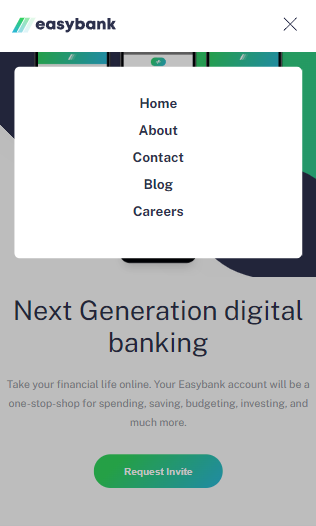 easybank
Home
About
Contact
Blog
Careers
Next Generation digital
banking
Take your financial life online. Your Easybank account will be a
one-stop-shop for spending, saving, budgeting, investing, and
much more.
Request Invite